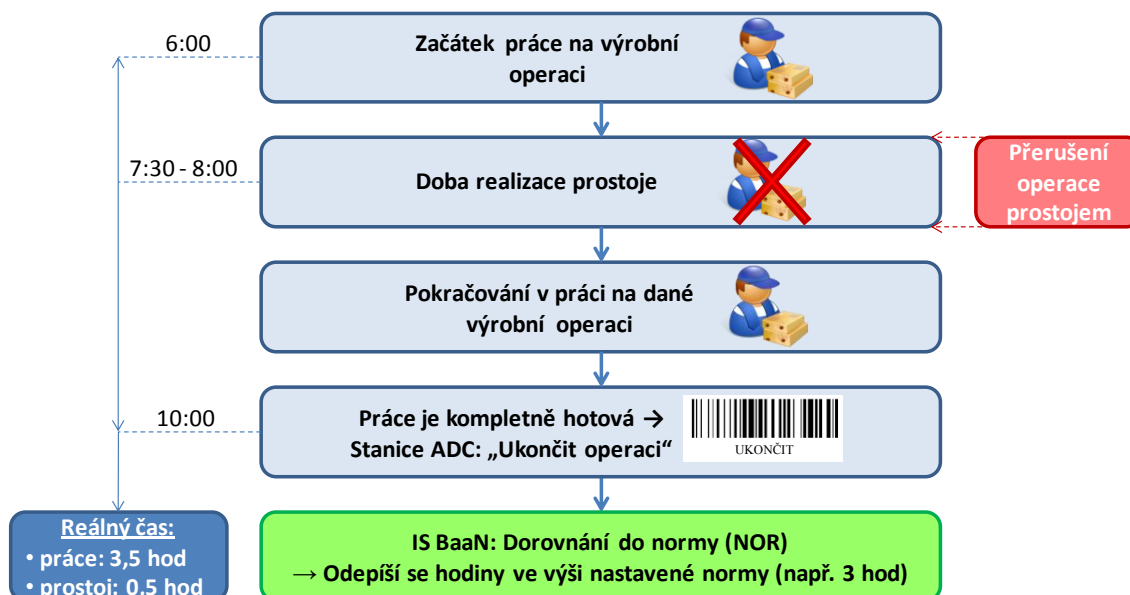 6:00
Začátek práce na výrobní
operaci
7:30 - 8:00
Doba realizace prostoje
Přerušení
operace
prostojem
Pokračování v práci na dané
výrobní operaci
10:00
Práce je kompletně hotová →
Stanice ADC: „Ukončit operaci“
UKONČIT
Reálný čas:
• práce: 3,5 hod
• prostoj: 0,5 hod
IS BaaN: Dorovnání do normy (NOR)
→ Odepíší se hodiny ve výši nastavené normy (např. 3 hod)